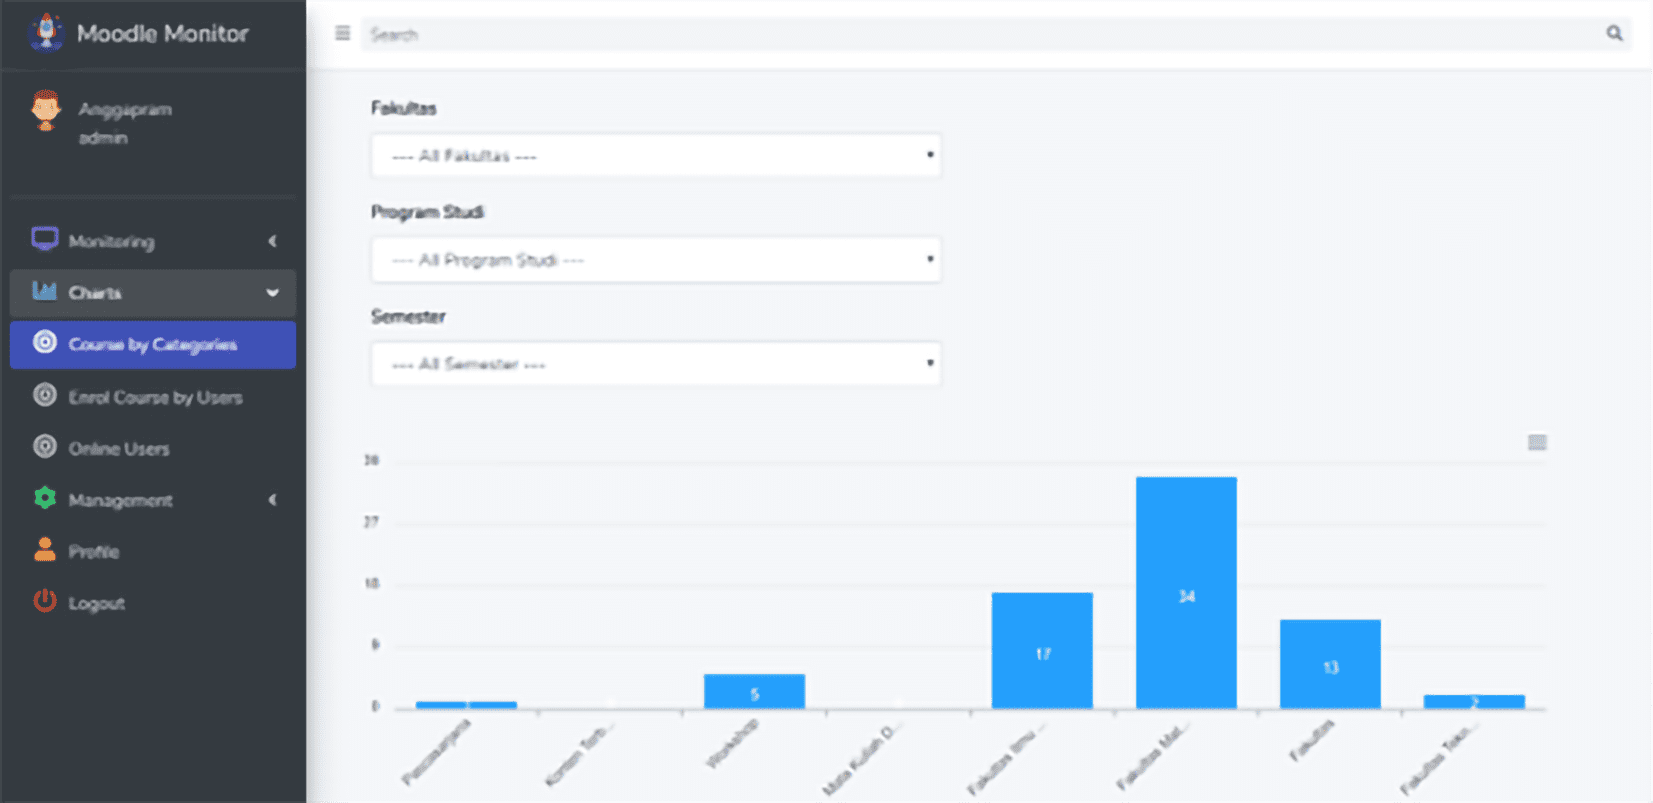 Moodle Monitor
Search
Anggapram
admin
Monitoring
Charts
Course by Categories
Enrol Course by Users
Online Users
Management
Profile
Logout
Fakultas
--- All Fakultas ---
Program Studi
--- All Program Studi ---
Semester
--- All Semester ---
36
27
18
9
0
1
5
17
34
13
2
Pascasarjana
Konten Terb...
Workshop
Mata Kuliah D...
Fakultas Ilmu ...
Fakultas Mat...
Fakultas
Fakultas Tekn...